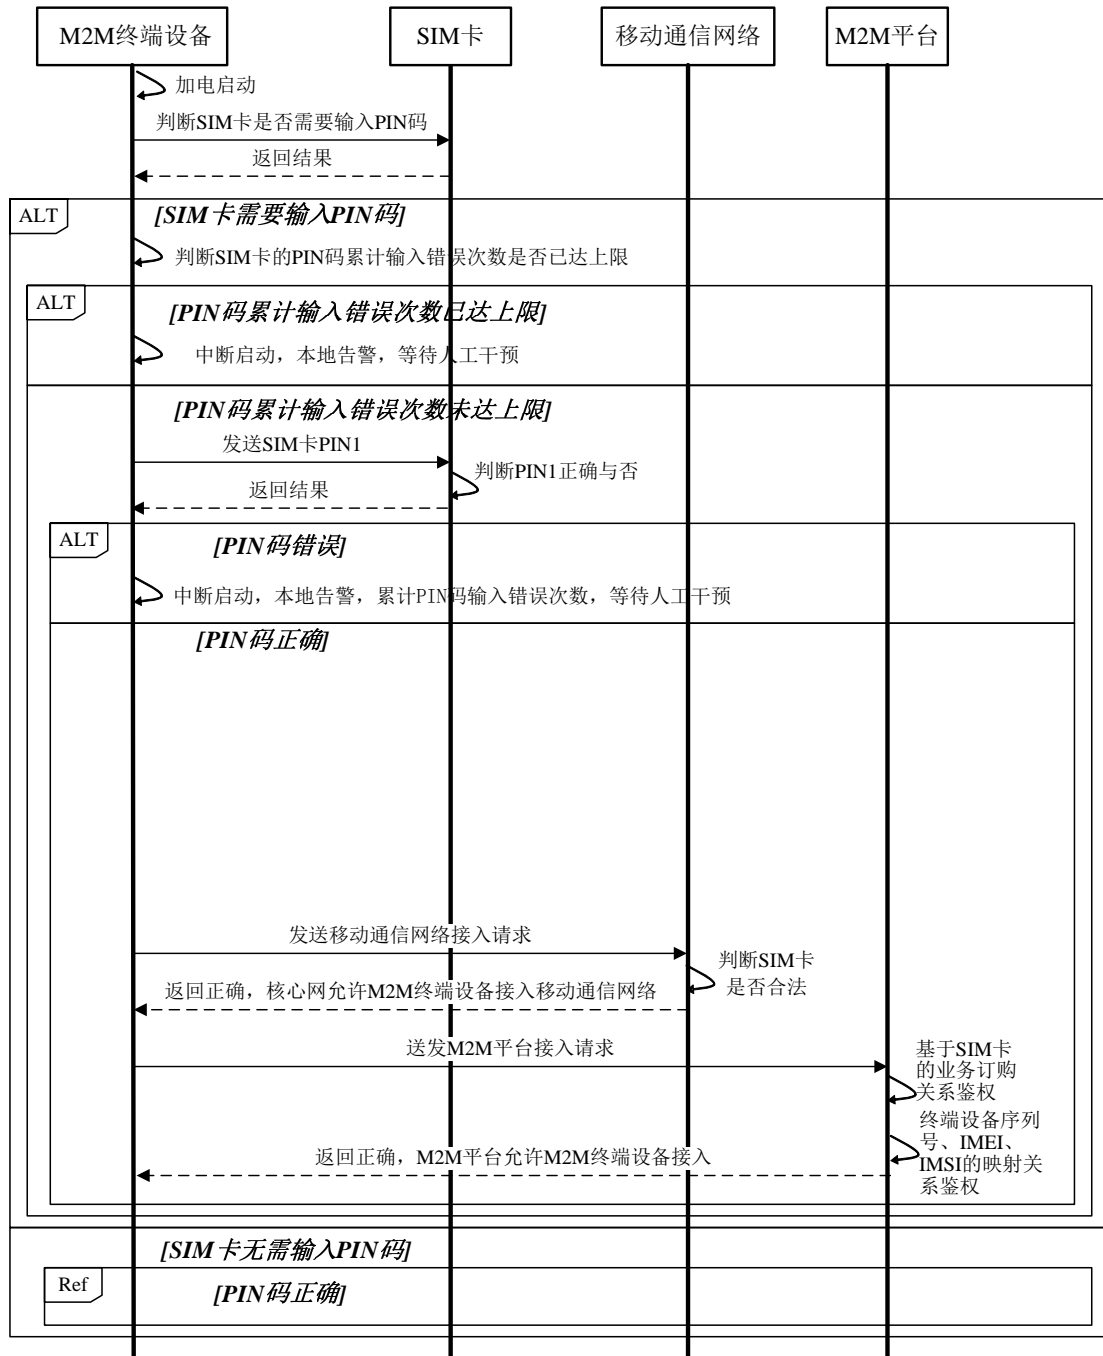 M2M终端设备
SIM卡
移动通信网络
M2M平台
加电启动
判断SIM卡是否需要输入PIN码
返回结果
ALT
[SIM卡需要输入PIN码]
判断SIM卡的PIN码累计输入错误次数是否已达上限
ALT
[PIN码累计输入错误次数已达上限]
中断启动，本地告警，等待人工干预
[PIN码累计输入错误次数未达上限]
发送SIM卡PIN1
判断PIN1正确与否
返回结果
ALT
[PIN码错误]
中断启动，本地告警，累计PIN码输入错误次数，等待人工干预
[PIN码正确]
发送移动通信网络接入请求
判断SIM卡
是否合法
返回正确，核心网允许M2M终端设备接入移动通信网络
送发M2M平台接入请求
基于SIM卡
的业务订购
关系鉴权
终端设备序列
号、IMEI、
IMSI的映射关
系鉴权
返回正确，M2M平台允许M2M终端设备接入
[SIM卡无需输入PIN码]
Ref
[PIN码正确]